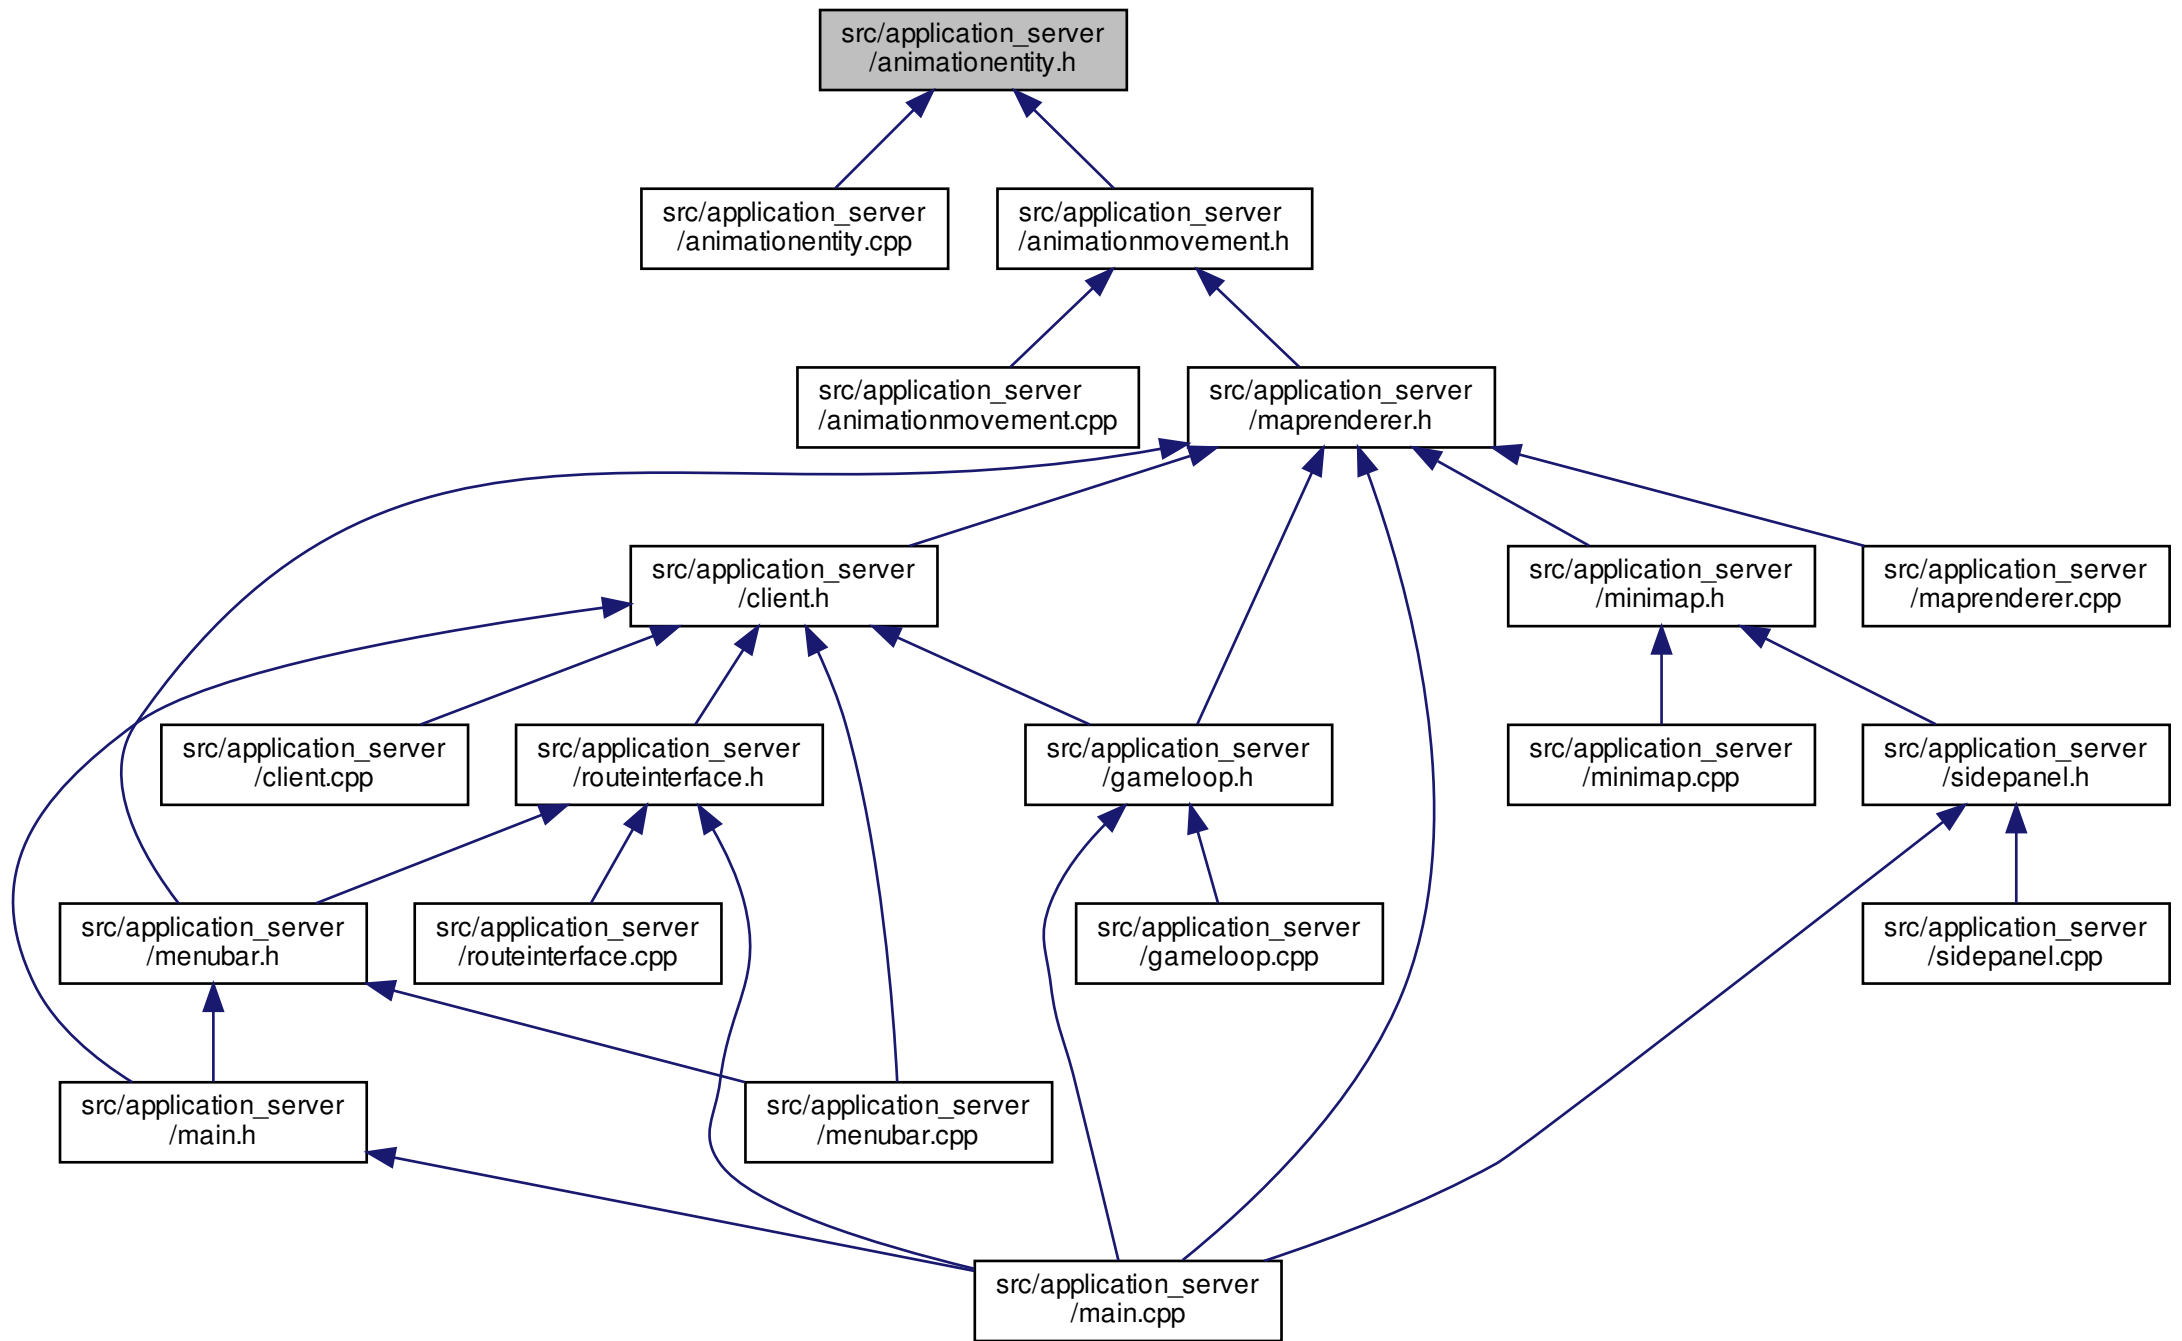 src/application_server
/animationentity.h
src/application_server
/animationentity.cpp
src/application_server
/animationmovement.h
src/application_server
/animationmovement.cpp
src/application_server
/maprenderer.h
src/application_server
/client.h
src/application_server
/minimap.h
src/application_server
/maprenderer.cpp
src/application_server
/client.cpp
src/application_server
/routeinterface.h
src/application_server
/gameloop.h
src/application_server
/minimap.cpp
src/application_server
/sidepanel.h
src/application_server
/menubar.h
src/application_server
/routeinterface.cpp
src/application_server
/gameloop.cpp
src/application_server
/sidepanel.cpp
src/application_server
/main.h
src/application_server
/menubar.cpp
src/application_server
/main.cpp